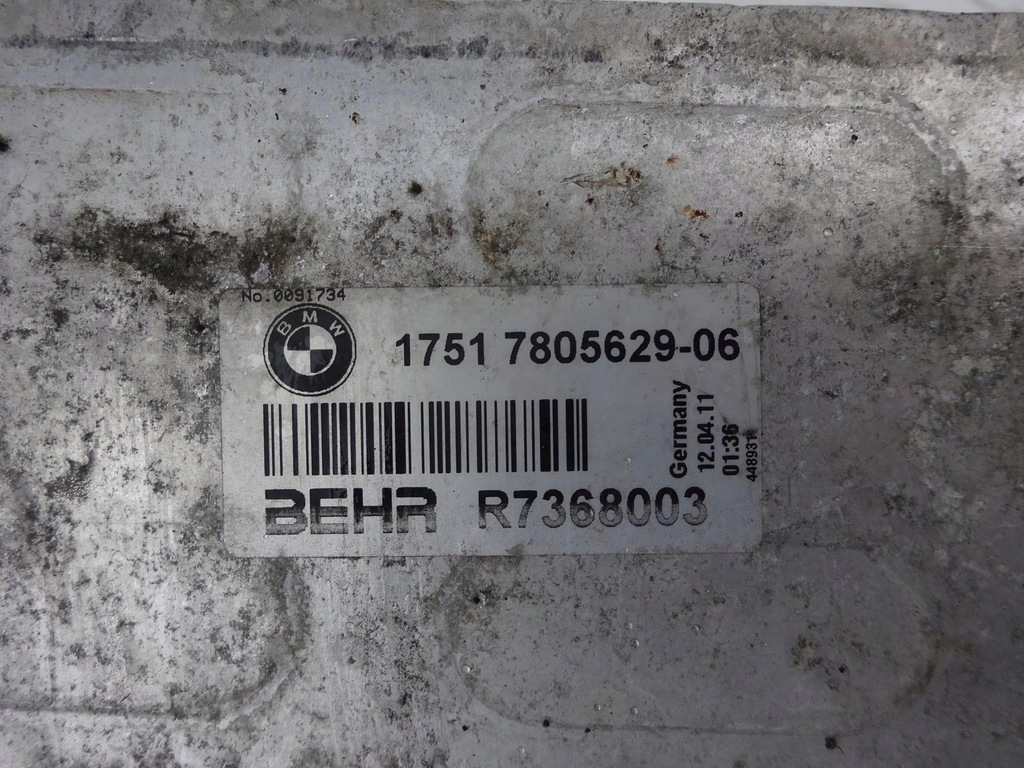 No.0091734
BMW
1751 7805629-06
Germany
12.04.11
01:36
448931
BEHR R7368003